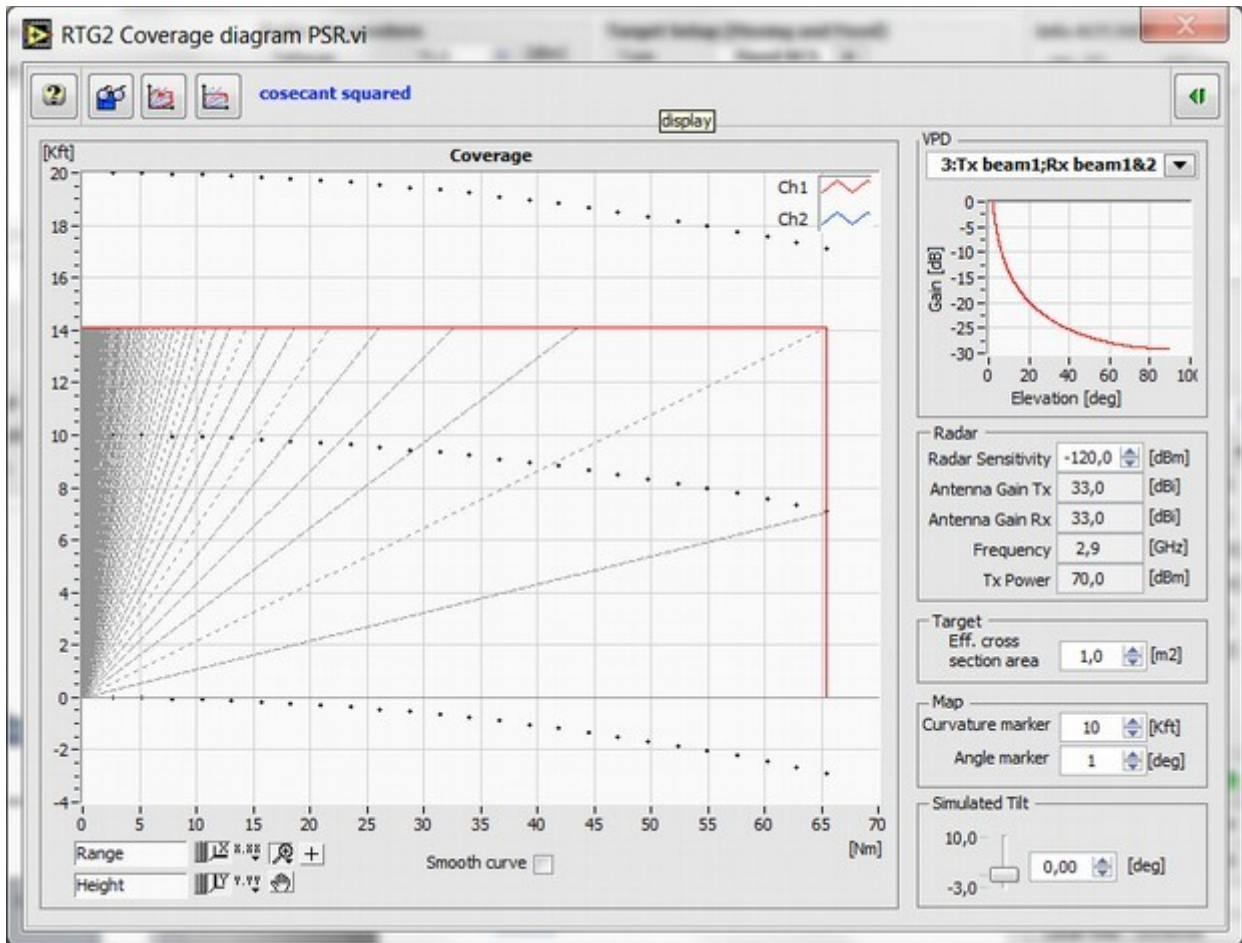 RTG2 Coverage diagram PSR.vi
cosecant squared
display
[Kft]
Coverage
20
18
16
14
12
10
8
6
4
2
0
-2
-4
Ch1
Ch2
0 5 10 15 20 25 30 35 40 45 50 55 60 65 70
[Nm]
Range
X.XX
Height
Y.YY
Smooth curve
VPD
3:Tx beam1;Rx beam1&2
Gain [dB]
0
-5
-10
-15
-20
-25
-30
0 20 40 60 80
Elevation [deg]
Radar
Radar Sensitivity -120,0 [dBm]
Antenna Gain Tx 33,0 [dBi]
Antenna Gain Rx 33,0 [dBi]
Frequency 2,9 [GHz]
Tx Power 70,0 [dBm]
Target
Eff. cross
section area 1,0 [m2]
Map
Curvature marker 10 [Kft]
Angle marker 1 [deg]
Simulated Tilt
10,0
0,00 [deg]
-3,0